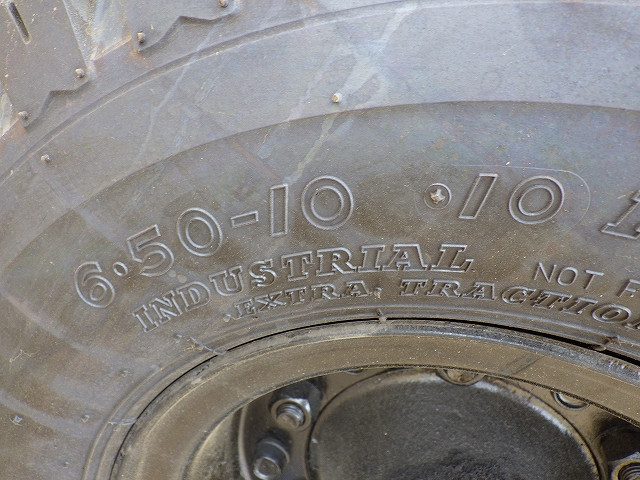 6.50-10 .10
INDUSTRIAL NOT
EXTRA TRACTION